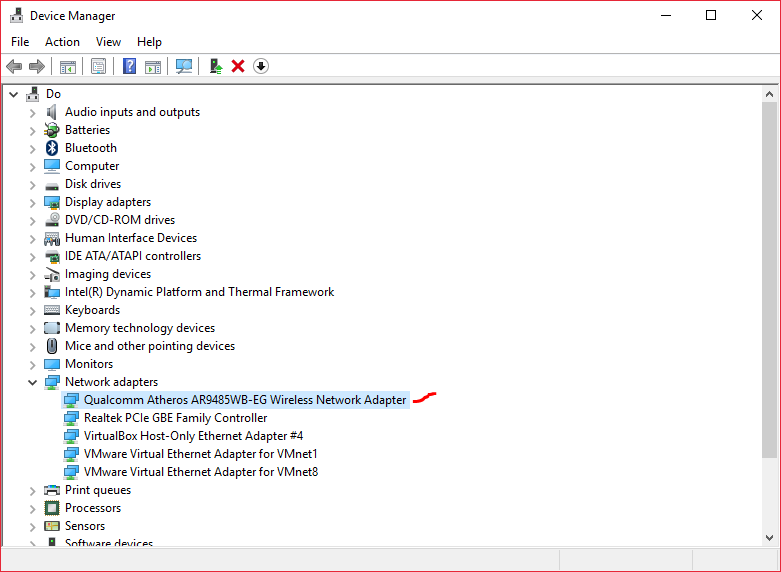 Device Manager
File Action View Help
Do
Audio inputs and outputs
Batteries
Bluetooth
Computer
Disk drives
Display adapters
DVD/CD-ROM drives
Human Interface Devices
IDE ATA/ATAPI controllers
Imaging devices
Intel(R) Dynamic Platform and Thermal Framework
Keyboards
Memory technology devices
Mice and other pointing devices
Monitors
Network adapters
Qualcomm Atheros AR9485WB-EG Wireless Network Adapter
Realtek PCIe GBE Family Controller
VirtualBox Host-Only Ethernet Adapter #4
VMware Virtual Ethernet Adapter for VMnet1
VMware Virtual Ethernet Adapter for VMnet8
Print queues
Processors
Sensors
Software devices